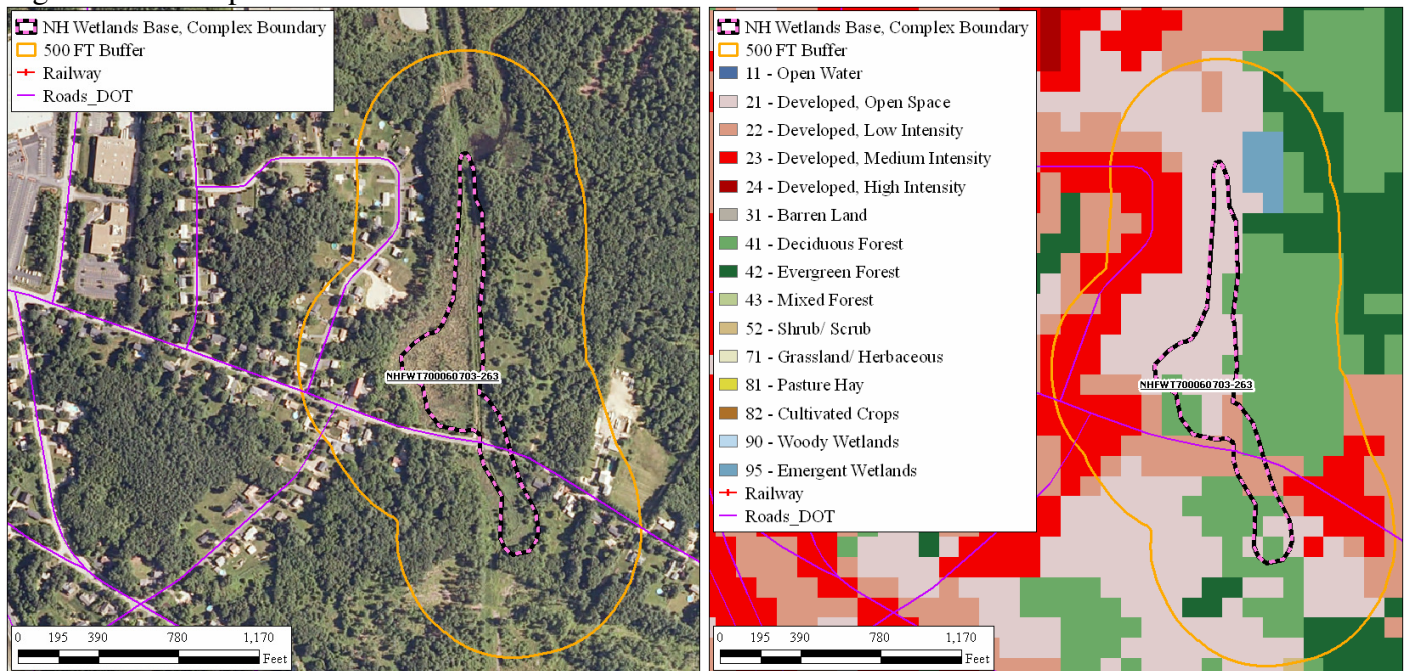 NH Wetlands Base, Complex Boundary
500 FT Buffer
Railway
Roads_DOT
NHFWT700060703-263
0 195 390 780 1,170
Feet
NH Wetlands Base, Complex Boundary
500 FT Buffer
11 - Open Water
21 - Developed, Open Space
22 - Developed, Low Intensity
23 - Developed, Medium Intensity
24 - Developed, High Intensity
31 - Barren Land
41 - Deciduous Forest
42 - Evergreen Forest
43 - Mixed Forest
52 - Shrub/ Scrub
71 - Grassland/ Herbaceous
81 - Pasture Hay
82 - Cultivated Crops
90 - Woody Wetlands
95 - Emergent Wetlands
Railway
Roads_DOT
NHFWT700060703-263
0 195 390 780 1,170
Feet